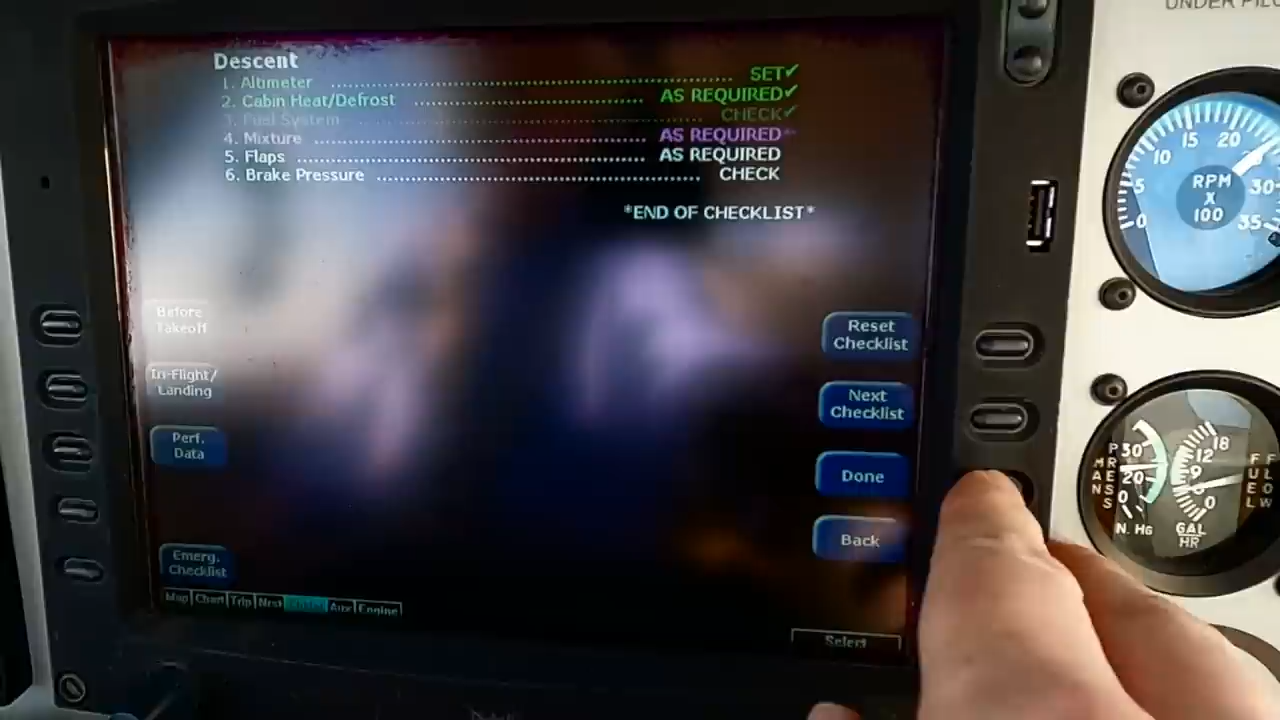 UNDER PILO
Descent
1. Altimeter ........ SET✓
2. Cabin Heat/Defrost ........ AS REQUIRED✓
3. Fuel System ........ CHECK✓
4. Mixture ........ AS REQUIRED
5. Flaps ........ AS REQUIRED
6. Brake Pressure ........ CHECK
*END OF CHECKLIST*
Before
Takeoff
In-Flight/
Landing
Perf.
Data
Emerg.
Checklist
Reset
Checklist
Next
Checklist
Done
Back
Map Chart Trip Nrst Aux Engine
Select
0 5 10 15 20 30 35
RPM
X
100
30
20
0
MAN
PRESS
N. HG
18
12
9
0
GAL
HR
FUEL
FLOW